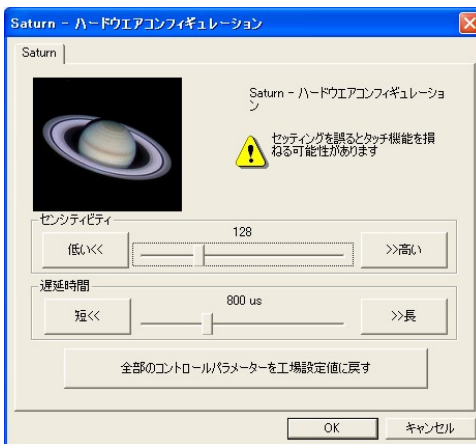 Saturn - ハードウエアコンフィギュレーション
Saturn
Saturn - ハードウエアコンフィギュレーショ
ン
セッティングを誤るとタッチ機能を損
ねる可能性があります
センシティビティ
128
低い<<
>>高い
遅延時間
800 us
短<<
>>長
全部のコントロールパラメーターを工場設定値に戻す
OK
キャンセル